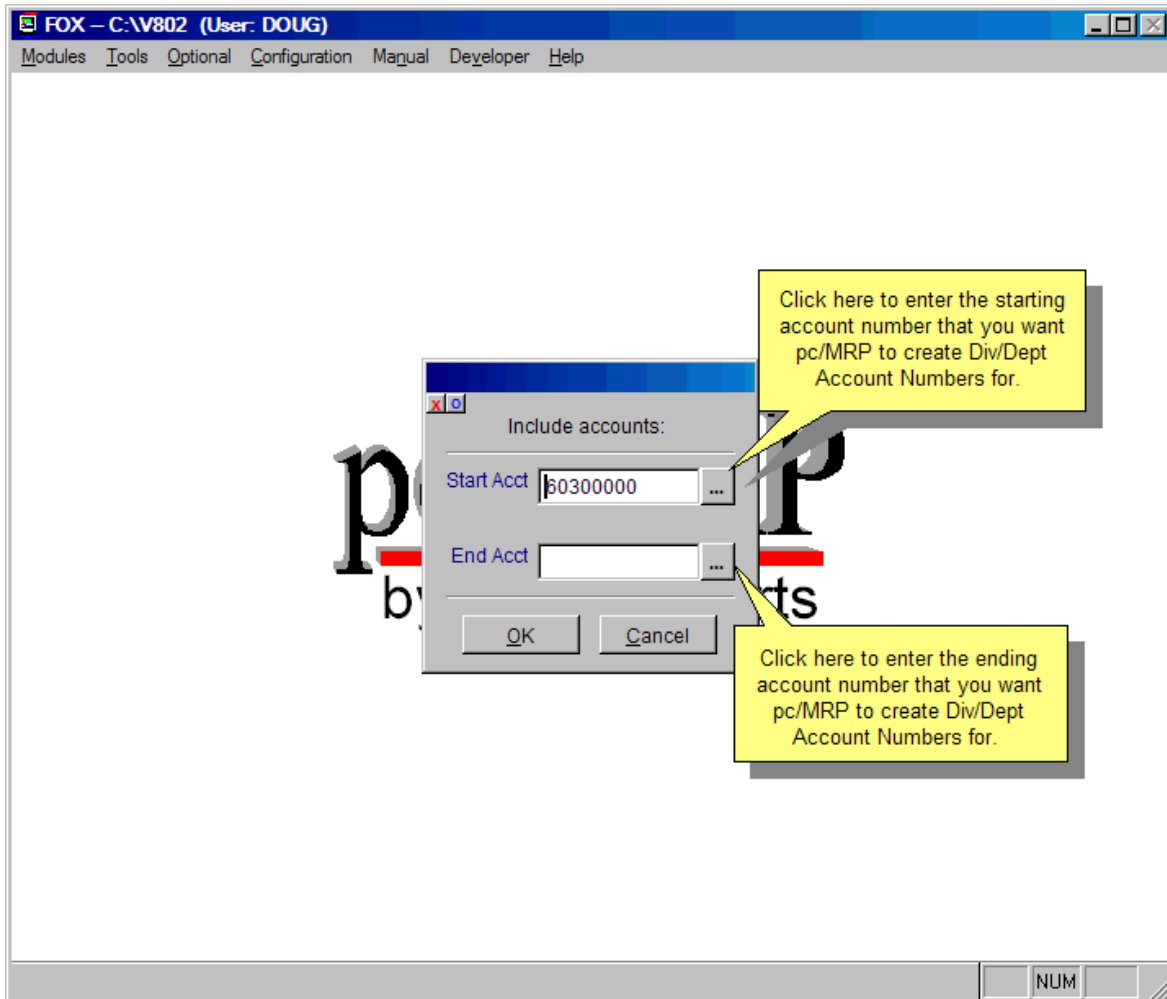 FOX – C:\V802 (User: DOUG)
Modules Tools Optional Configuration Manual Developer Help
Click here to enter the starting
account number that you want
pc/MRP to create Div/Dept
Account Numbers for.
Include accounts:
Start Acct 60300000 ...
End Acct ...
OK Cancel
Click here to enter the ending
account number that you want
pc/MRP to create Div/Dept
Account Numbers for.
NUM